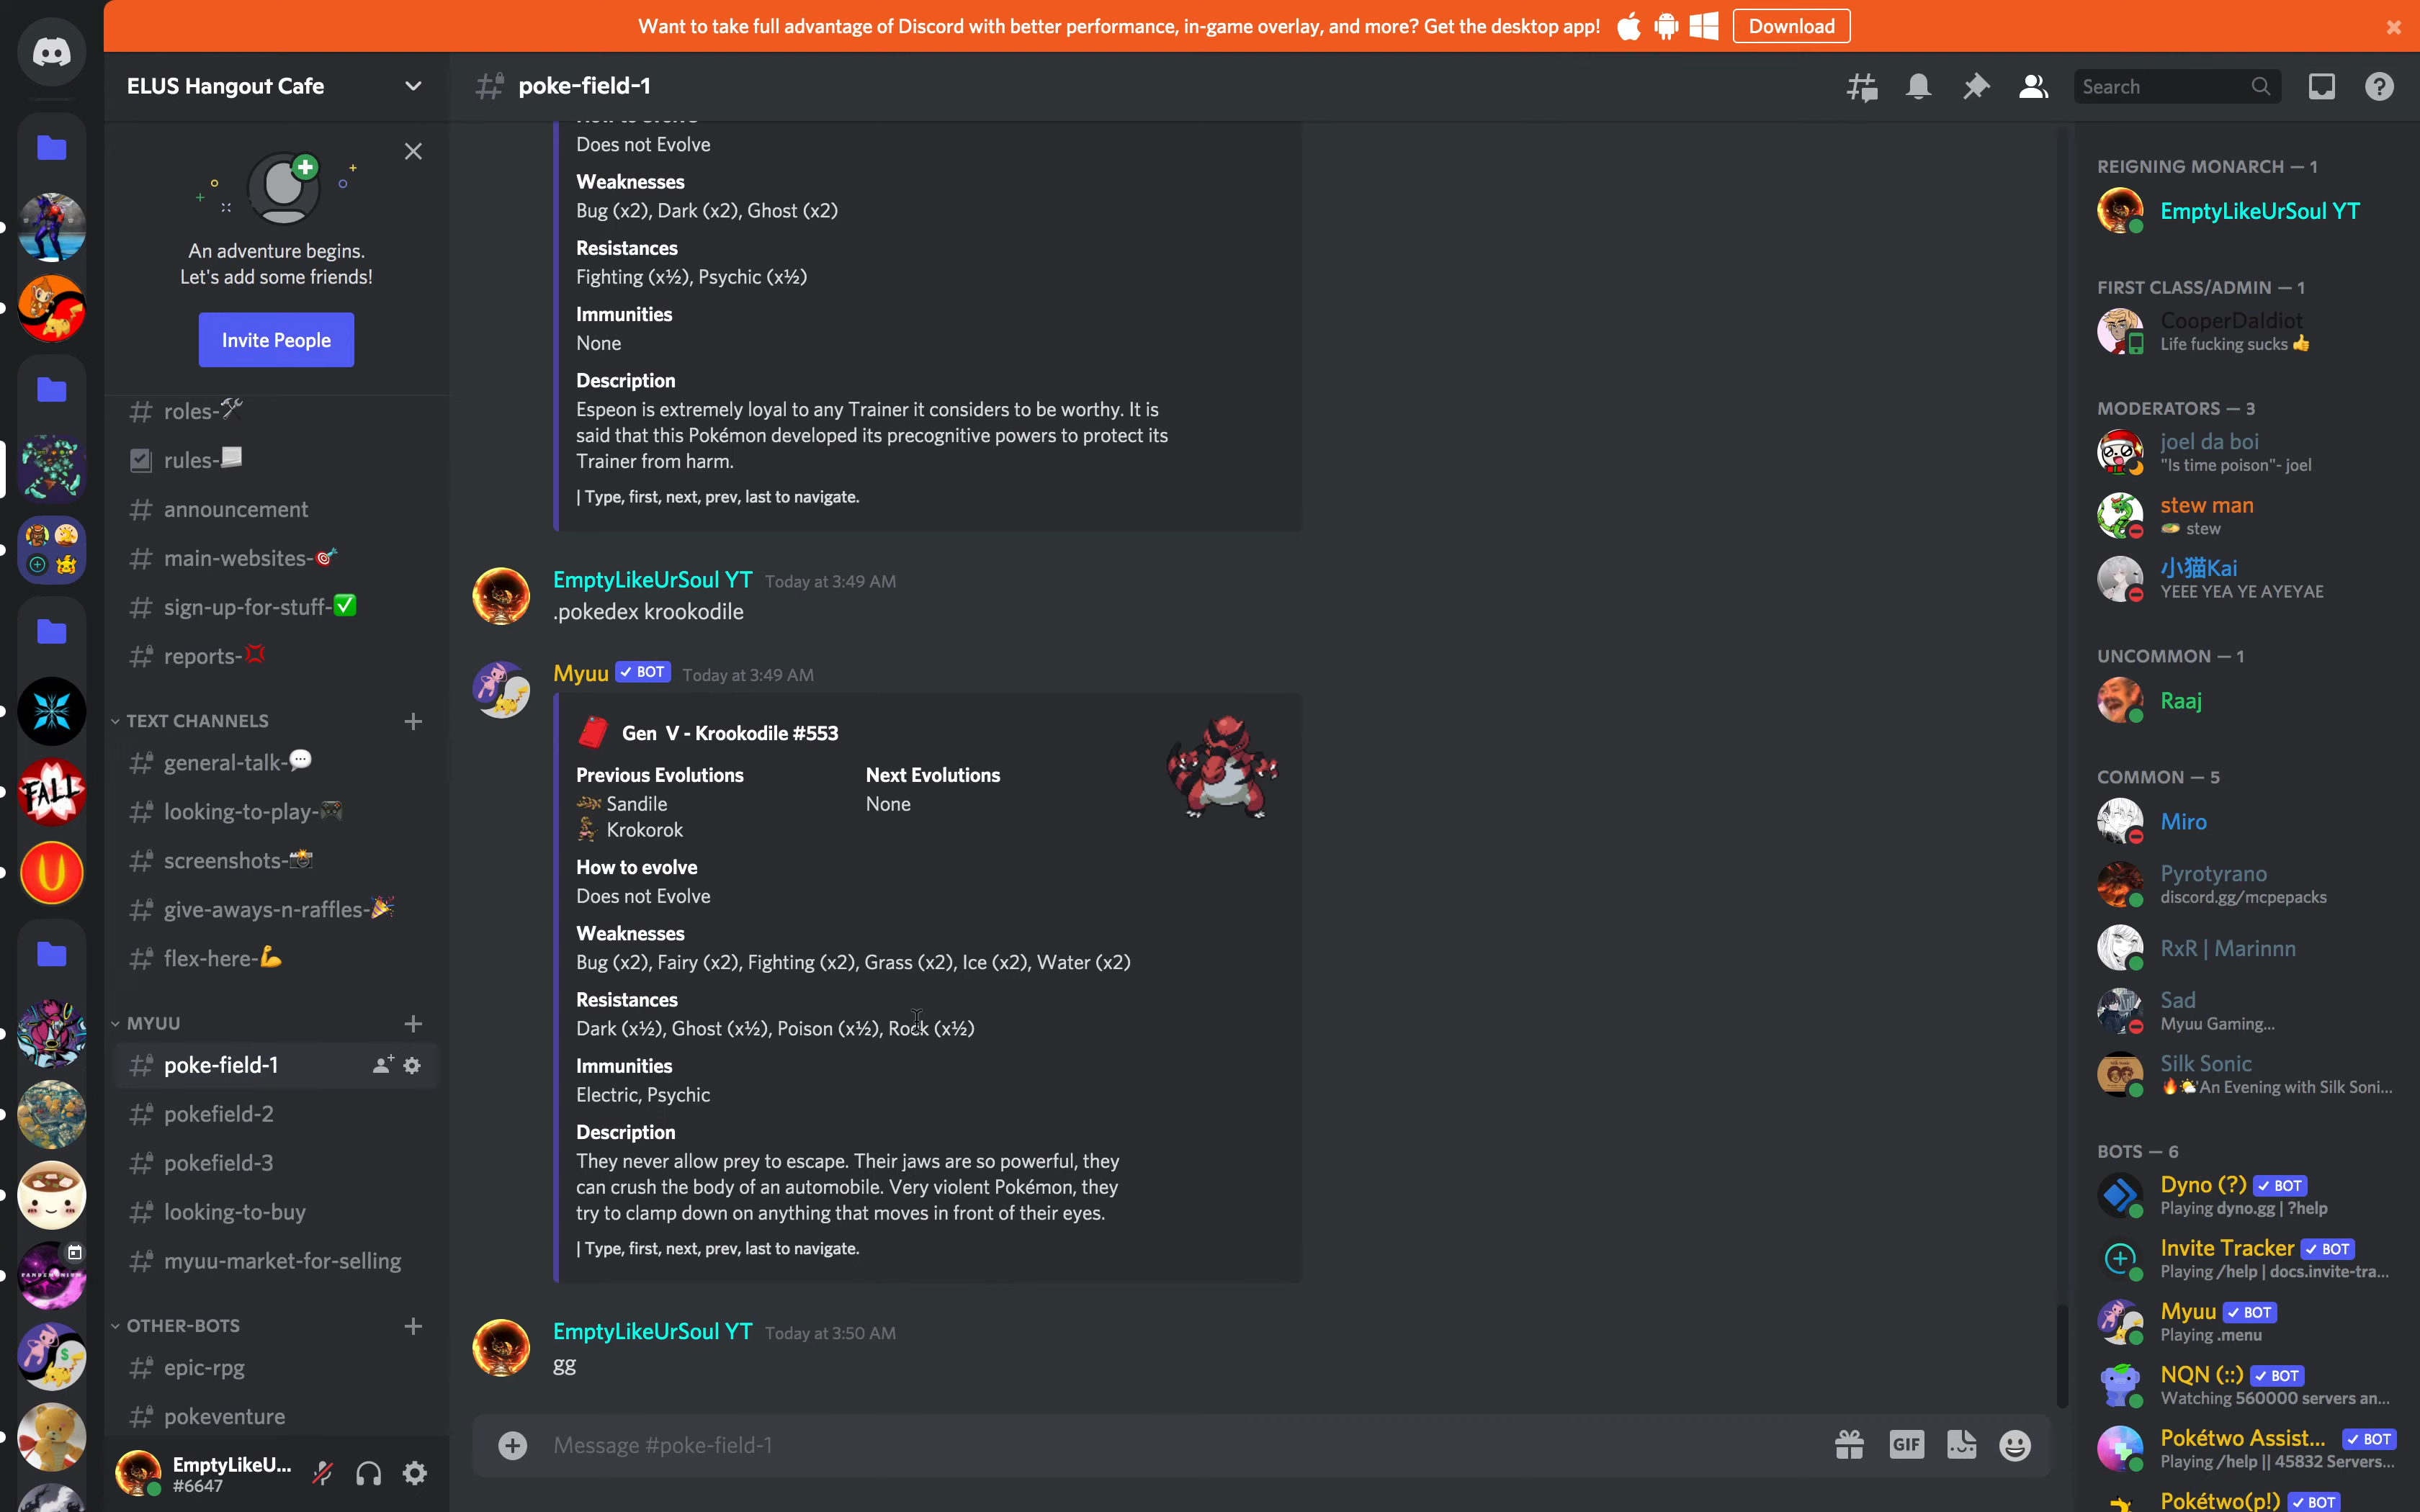 Want to take full advantage of Discord with better performance, in-game overlay, and more? Get the desktop app!
Download
ELUS Hangout Cafe
An adventure begins.
Let's add some friends!
Invite People
roles-
rules-
announcement
main-websites-🎯
sign-up-for-stuff-✅
reports-💢
TEXT CHANNELS
general-talk-💬
looking-to-play-🎮
screenshots-📸
give-aways-n-raffles-🎉
flex-here-💪
MYUU
poke-field-1
pokefield-2
pokefield-3
looking-to-buy
myuu-market-for-selling
OTHER-BOTS
epic-rpg
pokeventure
EmptyLikeU...
#6647
FALL
poke-field-1
Search
Does not Evolve
Weaknesses
Bug (x2), Dark (x2), Ghost (x2)
Resistances
Fighting (x½), Psychic (x½)
Immunities
None
Description
Espeon is extremely loyal to any Trainer it considers to be worthy. It is
said that this Pokémon developed its precognitive powers to protect its
Trainer from harm.
| Type, first, next, prev, last to navigate.
EmptyLikeUrSoul YT Today at 3:49 AM
.pokedex krookodile
Myuu ✓ BOT Today at 3:49 AM
Gen V - Krookodile #553
Previous Evolutions
Next Evolutions
Sandile
None
Krokorok
How to evolve
Does not Evolve
Weaknesses
Bug (x2), Fairy (x2), Fighting (x2), Grass (x2), Ice (x2), Water (x2)
Resistances
Dark (x½), Ghost (x½), Poison (x½), Rock (x½)
Immunities
Electric, Psychic
Description
They never allow prey to escape. Their jaws are so powerful, they
can crush the body of an automobile. Very violent Pokémon, they
try to clamp down on anything that moves in front of their eyes.
| Type, first, next, prev, last to navigate.
EmptyLikeUrSoul YT Today at 3:50 AM
gg
Message #poke-field-1
GIF
REIGNING MONARCH — 1
EmptyLikeUrSoul YT
FIRST CLASS/ADMIN — 1
CooperDaIdiot
Life fucking sucks 👍
MODERATORS — 3
joel da boi
"Is time poison"- joel
stew man
stew
小猫Kai
YEEE YEA YE AYEYAE
UNCOMMON — 1
Raaj
COMMON — 5
Miro
Pyrotyrano
discord.gg/mcpepacks
RxR | Marinnn
Sad
Myuu Gaming...
Silk Sonic
🔥🌤'An Evening with Silk Soni...
BOTS — 6
Dyno (?) ✓ BOT
Playing dyno.gg | ?help
Invite Tracker ✓ BOT
Playing /help | docs.invite-tra...
Myuu ✓ BOT
Playing .menu
NQN (::) ✓ BOT
Watching 560000 servers an...
Pokétwo Assist... ✓ BOT
Playing /help || 45832 Servers...
Pokétwo(p!) ✓ BOT